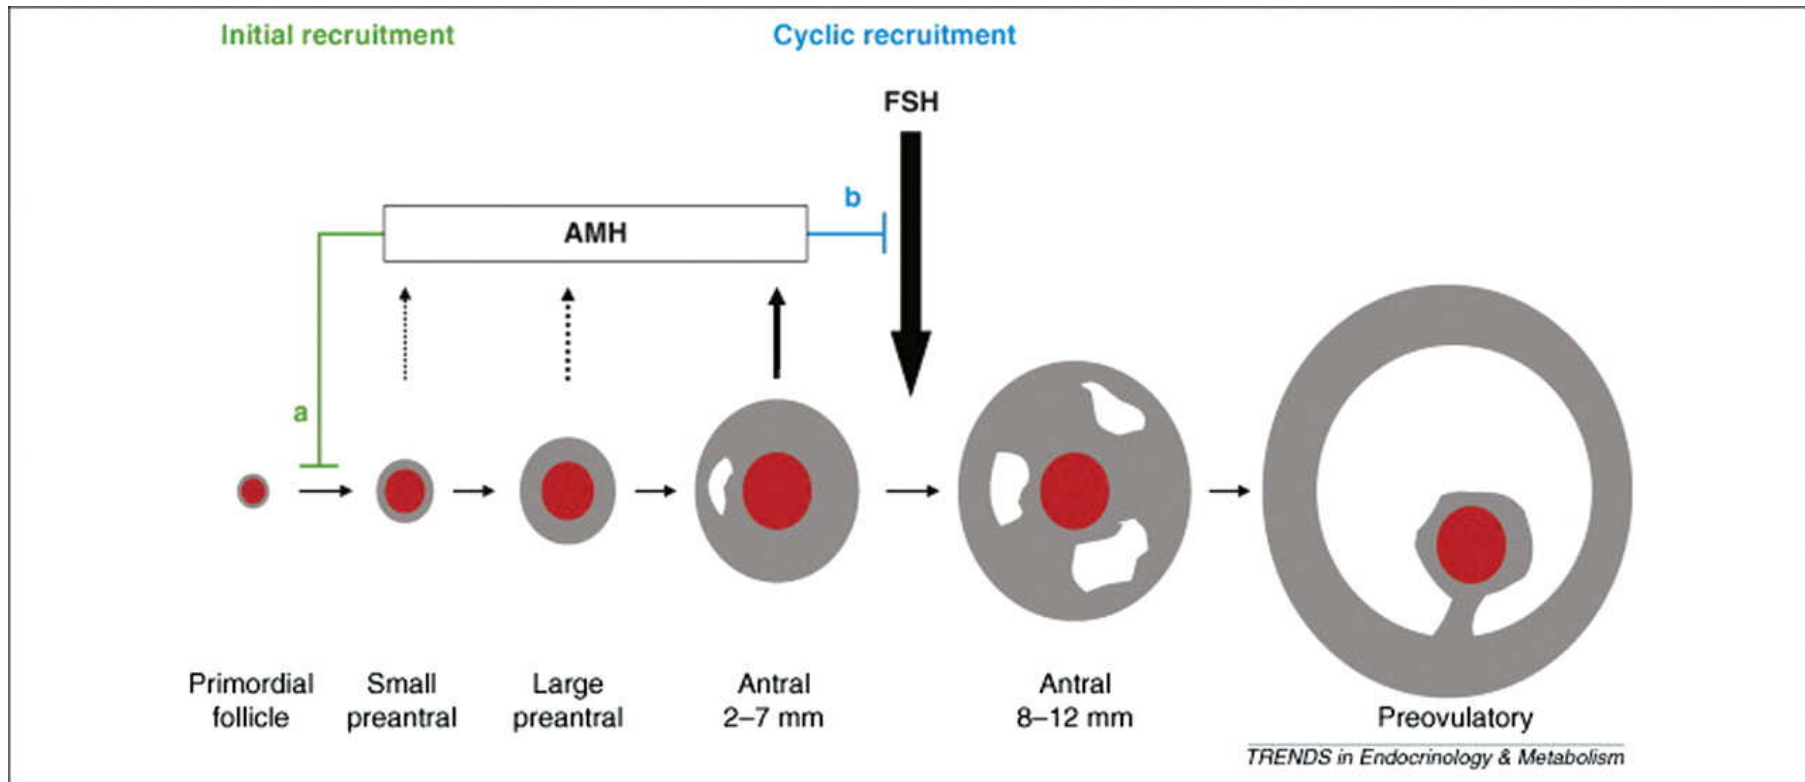 Initial recruitment
Cyclic recruitment
FSH
b
AMH
a
Primordial
follicle
Small
preantral
Large
preantral
Antral
2–7 mm
Antral
8–12 mm
Preovulatory
TRENDS in Endocrinology & Metabolism